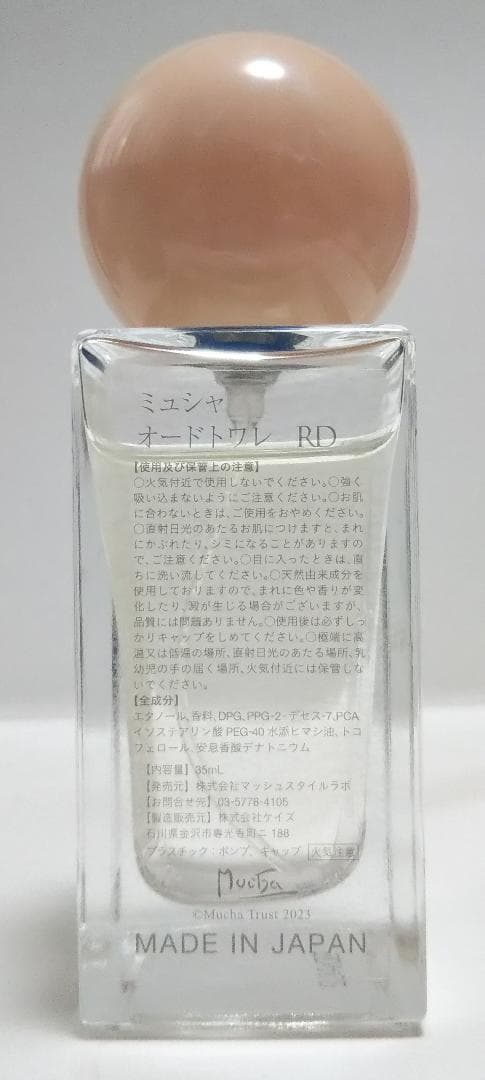 ミュシャ
オードトワレ RD
【使用及び保管上の注意】
○火気付近で使用しないでください。○強く
吸い込まないようにご注意ください。○お肌
に合わないときは、ご使用をおやめください。
○直射日光のあたるお肌につけますと、まれ
にかぶれたり、シミになることがありますの
で、ご注意ください。○目に入ったときは、直
ちに洗い流してください。○天然由来成分を
使用しておりますので、まれに色や香りが変
化したり、澱が生じる場合がございますが、
品質には問題ありません。○使用後は必ずしっ
かりキャップをしめてください。○極端に高
温又は低温の場所、直射日光のあたる場所、乳
幼児の手の届く場所、火気付近には保管しな
いでください。
【全成分】
エタノール、香料、DPG、PPG-2-デセス-7、PCA
イソステアリン酸 PEG-40 水添ヒマシ油、トコ
フェロール、安息香酸デナトニウム
【内容量】35mL
【発売元】株式会社マッシュスタイルラボ
【お問合せ先】03-5778-4105
【製造販売元】株式会社ケイズ
石川県金沢市専光寺町ニ 188
プラスチック：ポンプ、キャップ 火気注意
Mucha
©Mucha Trust 2023
MADE IN JAPAN